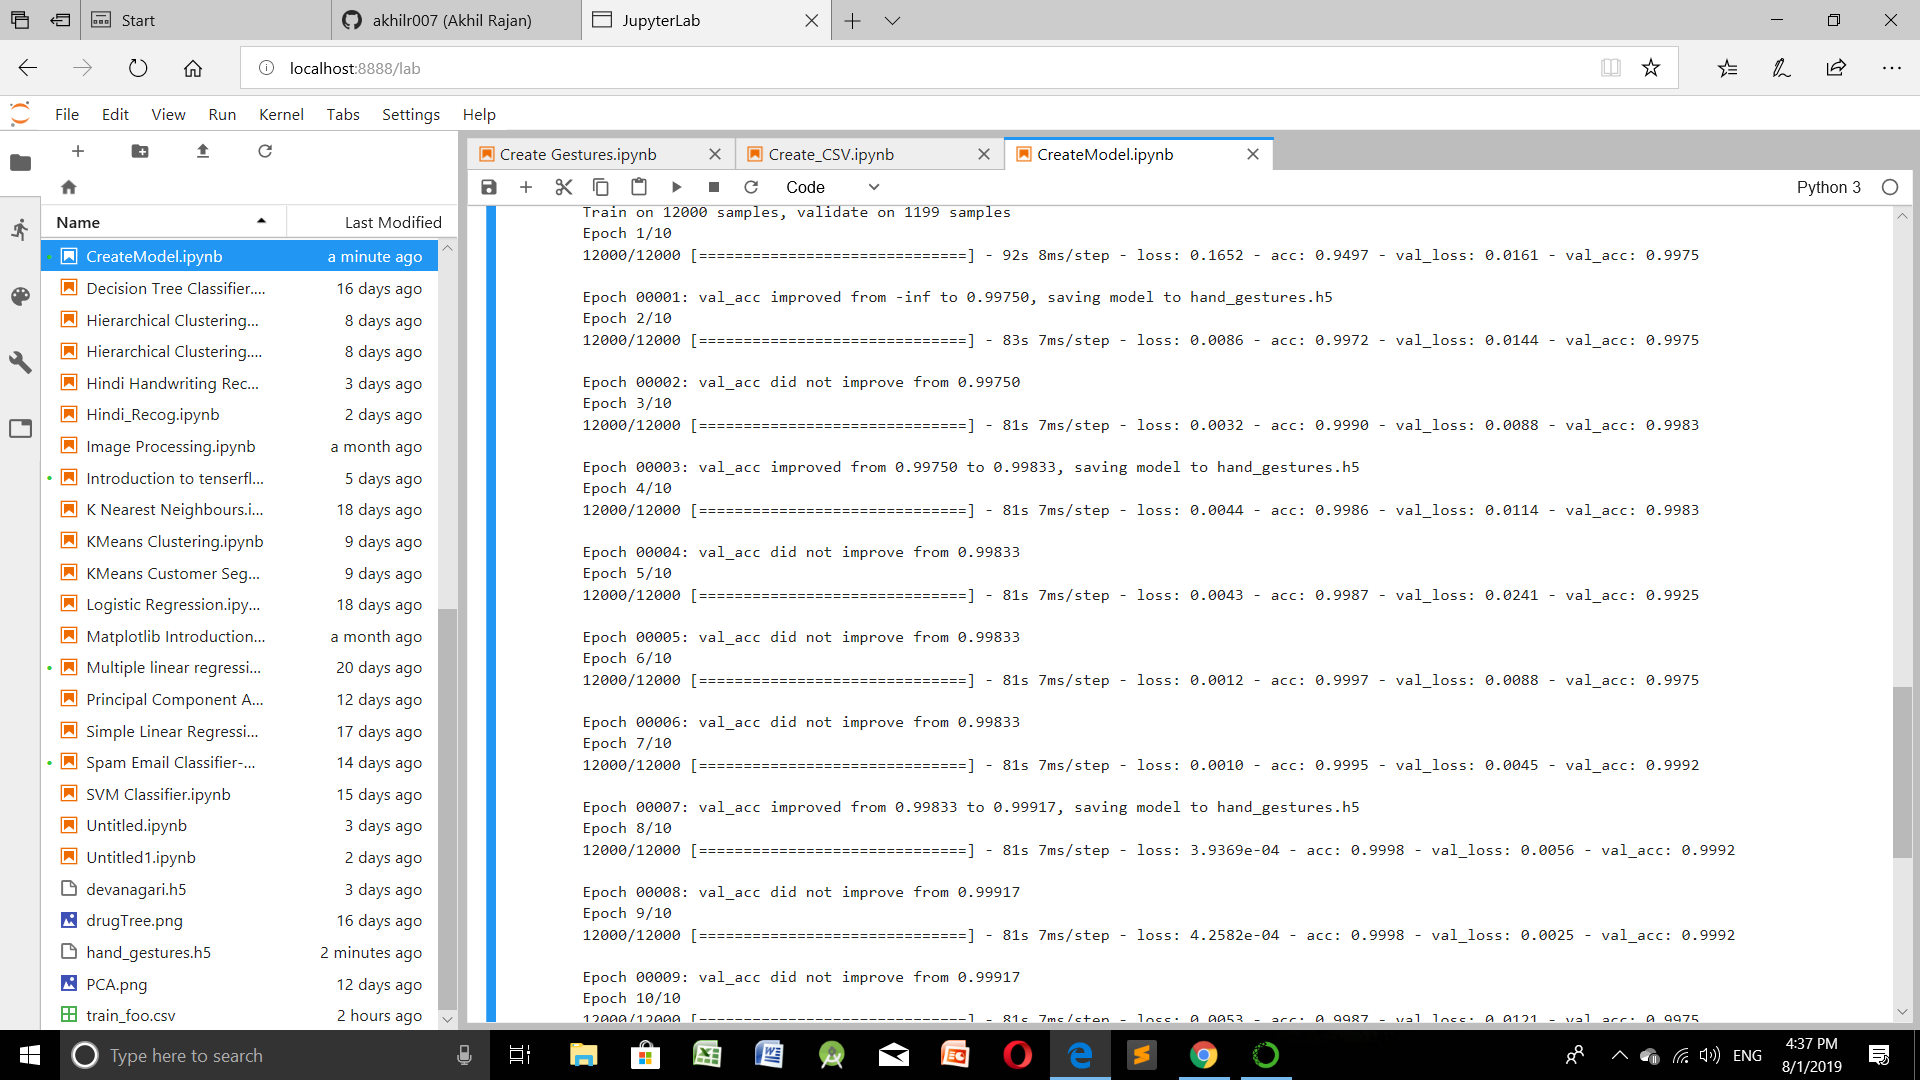 Start
akhilr007 (Akhil Rajan)
JupyterLab
localhost:8888/lab
File Edit View Run Kernel Tabs Settings Help
Create Gestures.ipynb
Create_CSV.ipynb
CreateModel.ipynb
Code
Python 3
Name Last Modified
CreateModel.ipynb a minute ago
Decision Tree Classifier.... 16 days ago
Hierarchical Clustering... 8 days ago
Hierarchical Clustering.... 8 days ago
Hindi Handwriting Rec... 3 days ago
Hindi_Recog.ipynb 2 days ago
Image Processing.ipynb a month ago
Introduction to tenserfl... 5 days ago
K Nearest Neighbours.i... 18 days ago
KMeans Clustering.ipynb 9 days ago
KMeans Customer Seg... 9 days ago
Logistic Regression.ipy... 18 days ago
Matplotlib Introduction... a month ago
Multiple linear regressi... 20 days ago
Principal Component A... 12 days ago
Simple Linear Regressi... 17 days ago
Spam Email Classifier-... 14 days ago
SVM Classifier.ipynb 15 days ago
Untitled.ipynb 3 days ago
Untitled1.ipynb 2 days ago
devanagari.h5 3 days ago
drugTree.png 16 days ago
hand_gestures.h5 2 minutes ago
PCA.png 12 days ago
train_foo.csv 2 hours ago
Train on 12000 samples, validate on 1199 samples
Epoch 1/10
12000/12000 [==============================] - 92s 8ms/step - loss: 0.1652 - acc: 0.9497 - val_loss: 0.0161 - val_acc: 0.9975
Epoch 00001: val_acc improved from -inf to 0.99750, saving model to hand_gestures.h5
Epoch 2/10
12000/12000 [==============================] - 83s 7ms/step - loss: 0.0086 - acc: 0.9972 - val_loss: 0.0144 - val_acc: 0.9975
Epoch 00002: val_acc did not improve from 0.99750
Epoch 3/10
12000/12000 [==============================] - 81s 7ms/step - loss: 0.0032 - acc: 0.9990 - val_loss: 0.0088 - val_acc: 0.9983
Epoch 00003: val_acc improved from 0.99750 to 0.99833, saving model to hand_gestures.h5
Epoch 4/10
12000/12000 [==============================] - 81s 7ms/step - loss: 0.0044 - acc: 0.9986 - val_loss: 0.0114 - val_acc: 0.9983
Epoch 00004: val_acc did not improve from 0.99833
Epoch 5/10
12000/12000 [==============================] - 81s 7ms/step - loss: 0.0043 - acc: 0.9987 - val_loss: 0.0241 - val_acc: 0.9925
Epoch 00005: val_acc did not improve from 0.99833
Epoch 6/10
12000/12000 [==============================] - 81s 7ms/step - loss: 0.0012 - acc: 0.9997 - val_loss: 0.0088 - val_acc: 0.9975
Epoch 00006: val_acc did not improve from 0.99833
Epoch 7/10
12000/12000 [==============================] - 81s 7ms/step - loss: 0.0010 - acc: 0.9995 - val_loss: 0.0045 - val_acc: 0.9992
Epoch 00007: val_acc improved from 0.99833 to 0.99917, saving model to hand_gestures.h5
Epoch 8/10
12000/12000 [==============================] - 81s 7ms/step - loss: 3.9369e-04 - acc: 0.9998 - val_loss: 0.0056 - val_acc: 0.9992
Epoch 00008: val_acc did not improve from 0.99917
Epoch 9/10
12000/12000 [==============================] - 81s 7ms/step - loss: 4.2582e-04 - acc: 0.9998 - val_loss: 0.0025 - val_acc: 0.9992
Epoch 00009: val_acc did not improve from 0.99917
Epoch 10/10
12000/12000 [==============================] - 81s 7ms/step - loss: 0.0053 - acc: 0.9987 - val_loss: 0.0121 - val_acc: 0.9975
Type here to search
ENG
4:37 PM
8/1/2019